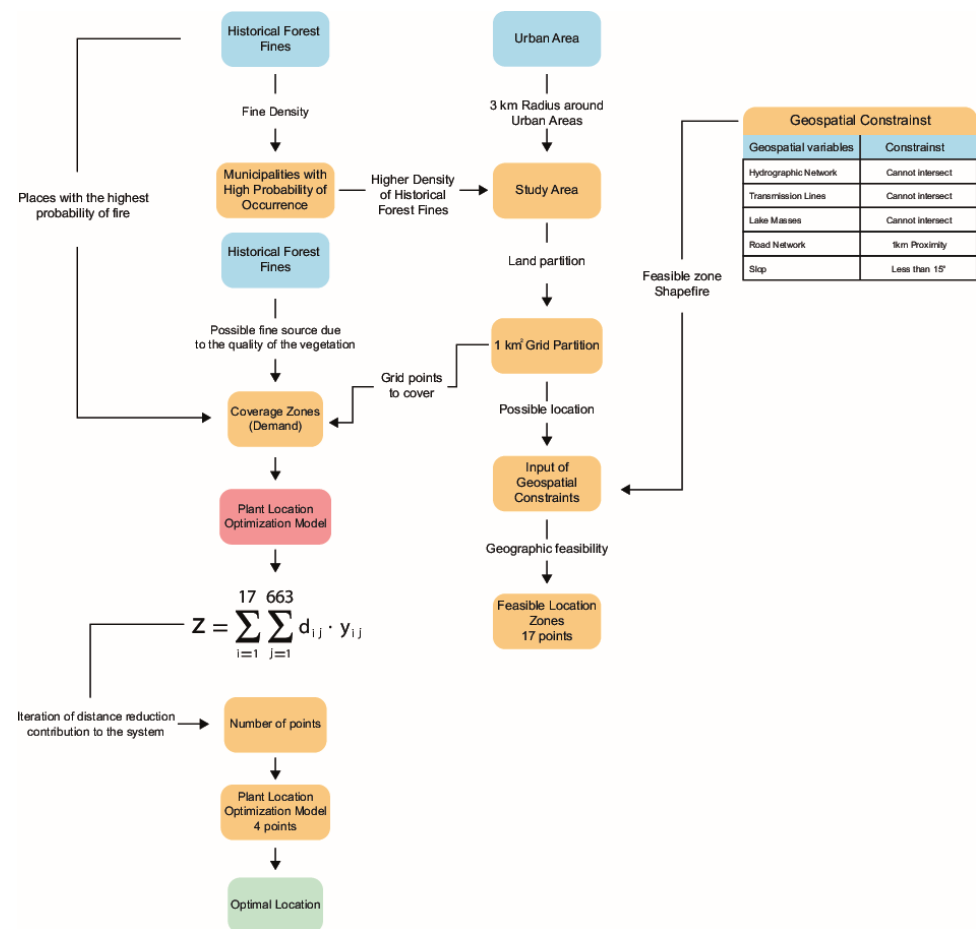 Historical Forest
Fines
Urban Area
Fine Density
3 km Radius around
Urban Areas
Geospatial Constrainst
Geospatial variables
Constrainst
Hydrographic Network
Cannot intersect
Transmission Lines
Cannot intersect
Lake Masses
Cannot intersect
Road Network
1km Proximity
Slop
Less than 15°
Places with the highest
probability of fire
Municipalities with
High Probability of
Occurrence
Higher Density
of Historical
Forest Fines
Study Area
Historical Forest
Fines
Land partition
Feasible zone
Shapefire
Possible fine source due
to the quality of the vegetation
1 km² Grid Partition
Grid points
to cover
Coverage Zones
(Demand)
Possible location
Input of
Geospatial
Constraints
Plant Location
Optimization Model
Geographic feasibility
Feasible Location
Zones
17 points
Z = ∑_{i=1}^{17} ∑_{j=1}^{663} d_{ij} · y_{ij}
Iteration of distance reduction
contribution to the system
Number of points
Plant Location
Optimization Model
4 points
Optimal Location